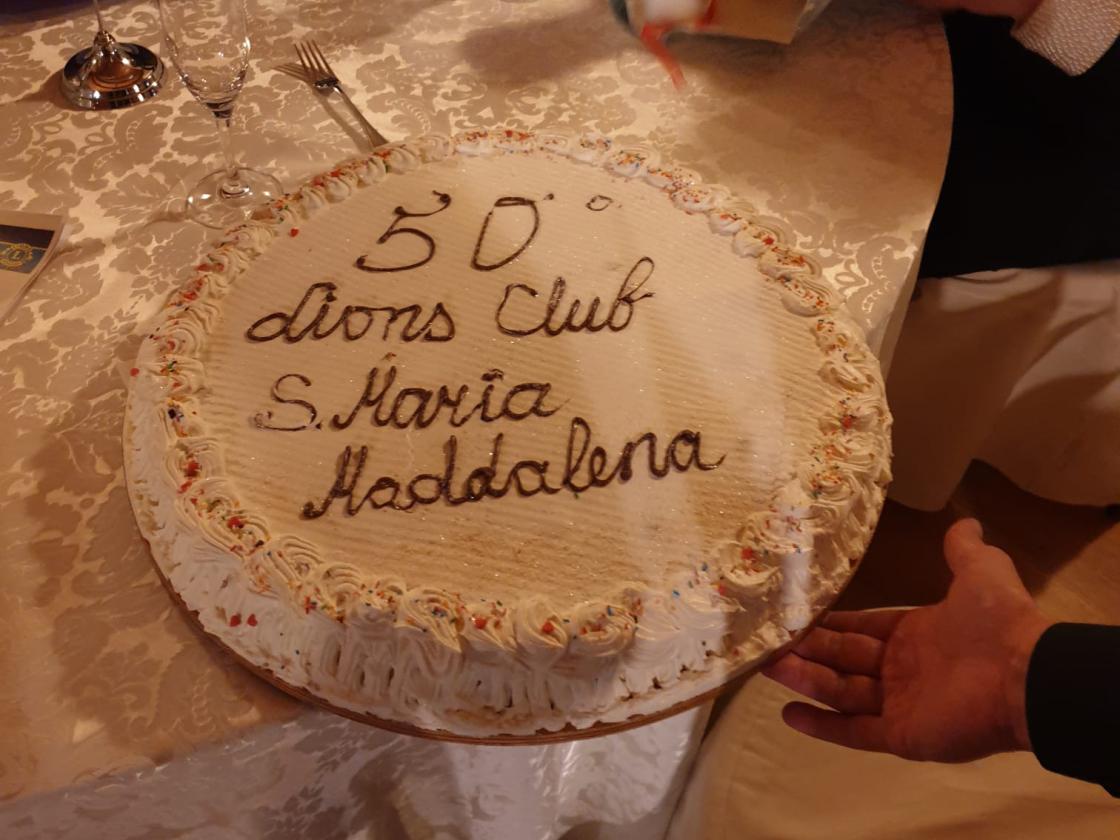 50°
Lions Club
S. Maria
Maddalena
L